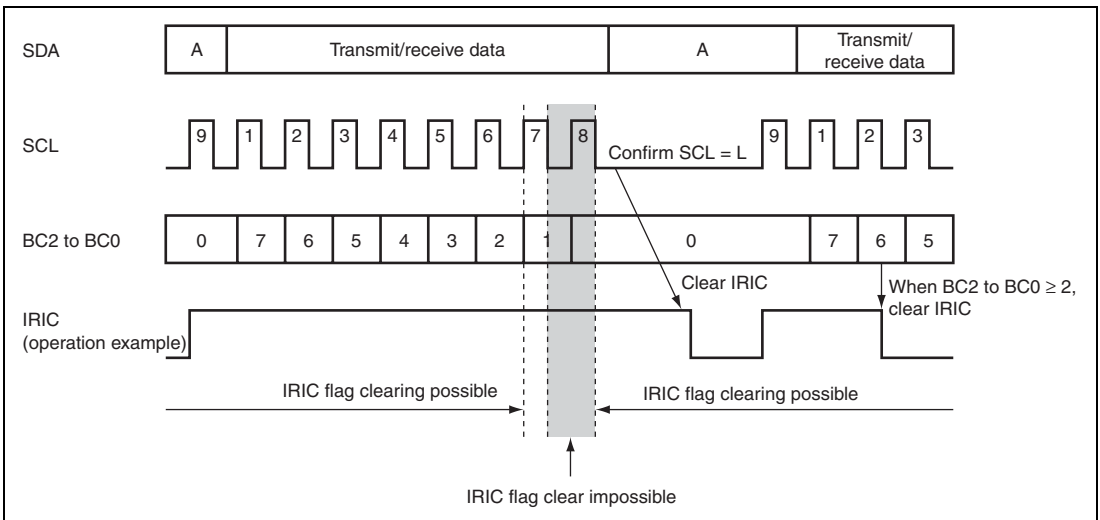 SDA
A
Transmit/receive data
A
Transmit/
receive data
SCL
9 1 2 3 4 5 6 7 8
Confirm SCL = L
9 1 2 3
BC2 to BC0
0 7 6 5 4 3 2 1 0 7 6 5
Clear IRIC
When BC2 to BC0 ≥ 2,
clear IRIC
IRIC
(operation example)
IRIC flag clearing possible
IRIC flag clearing possible
IRIC flag clear impossible